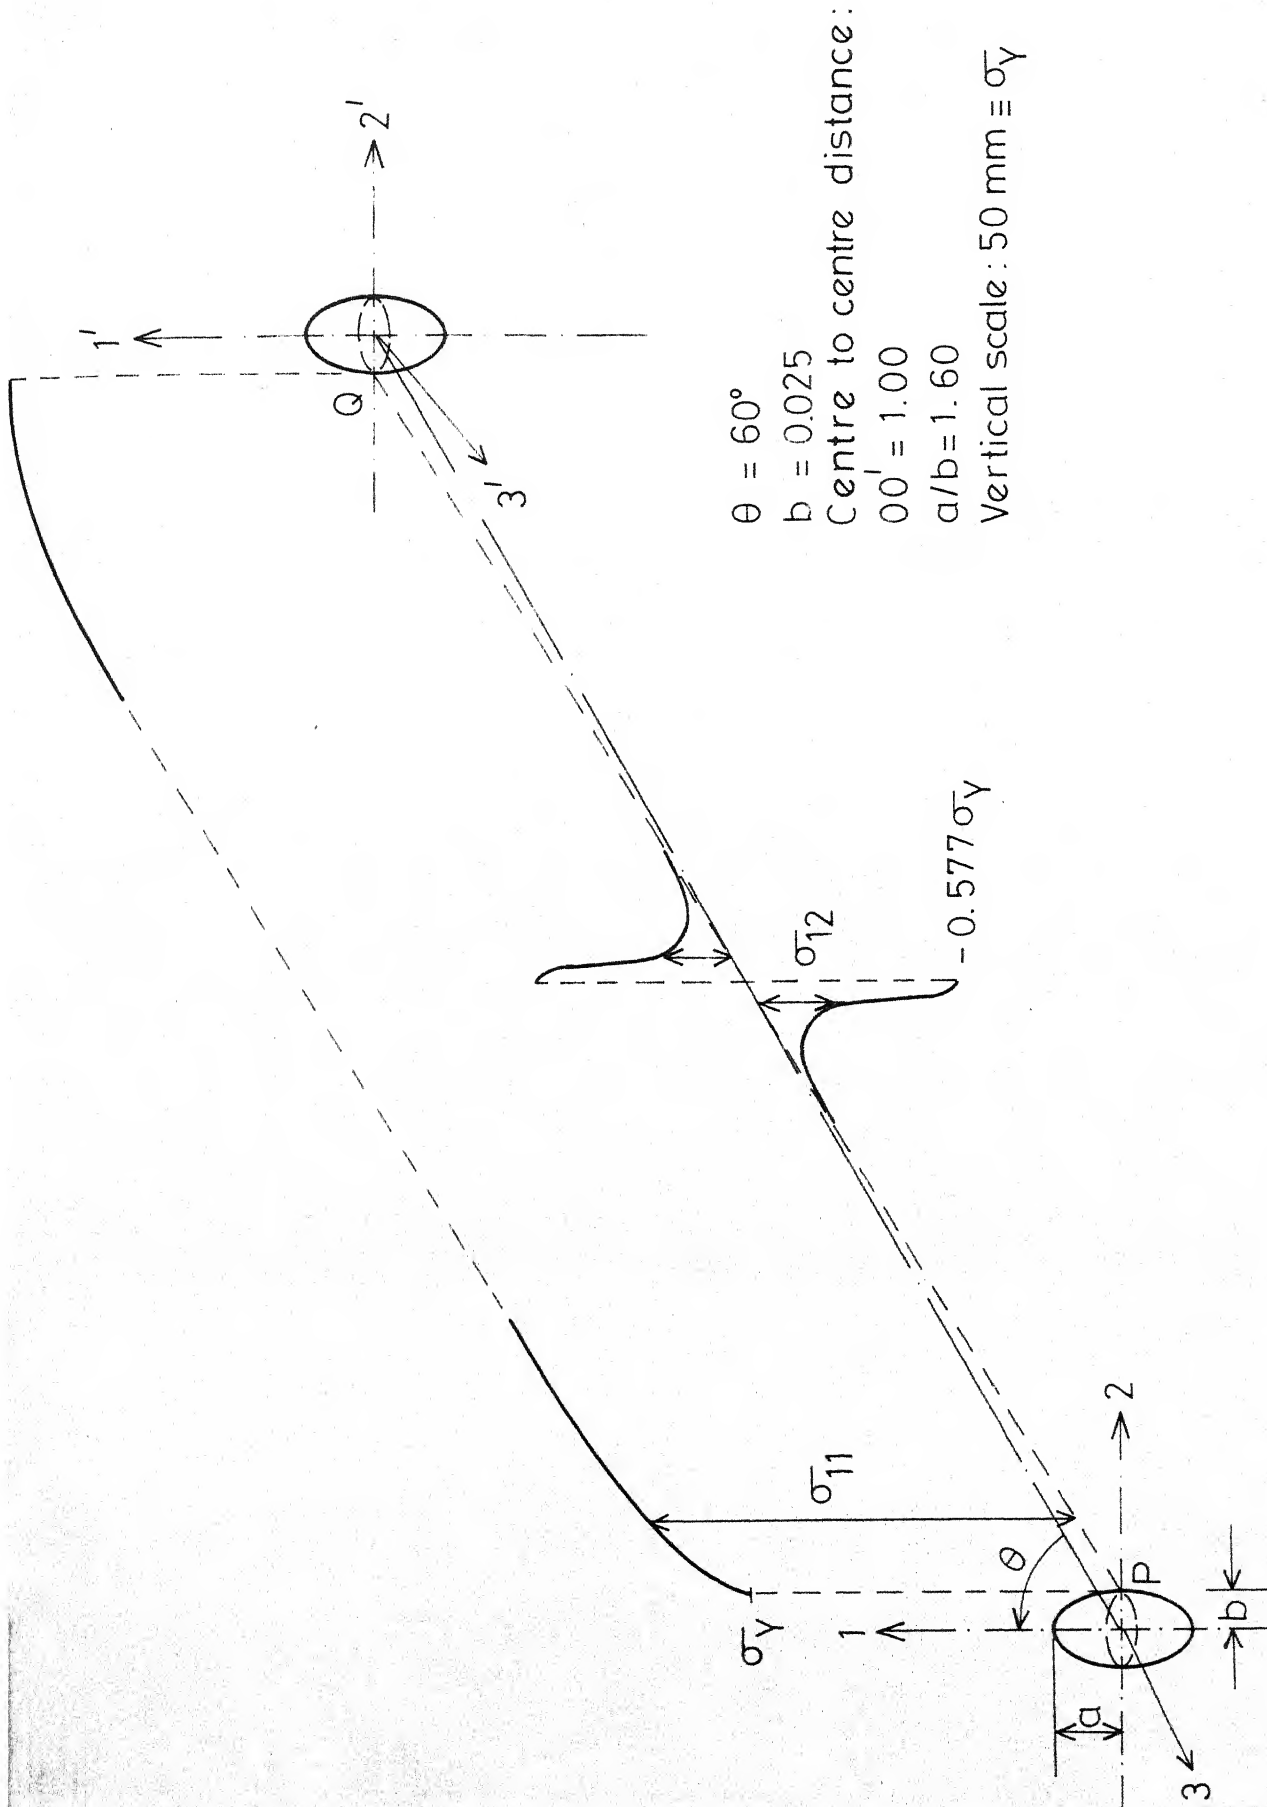 1'
2'
Q
3'
σ11
σ12
-0.577σY
σY
1
θ
P
2
a
b
3
θ = 60°
b = 0.025
Centre to centre distance:
OO' = 1.00
a/b = 1.60
Vertical scale: 50 mm ≡ σY